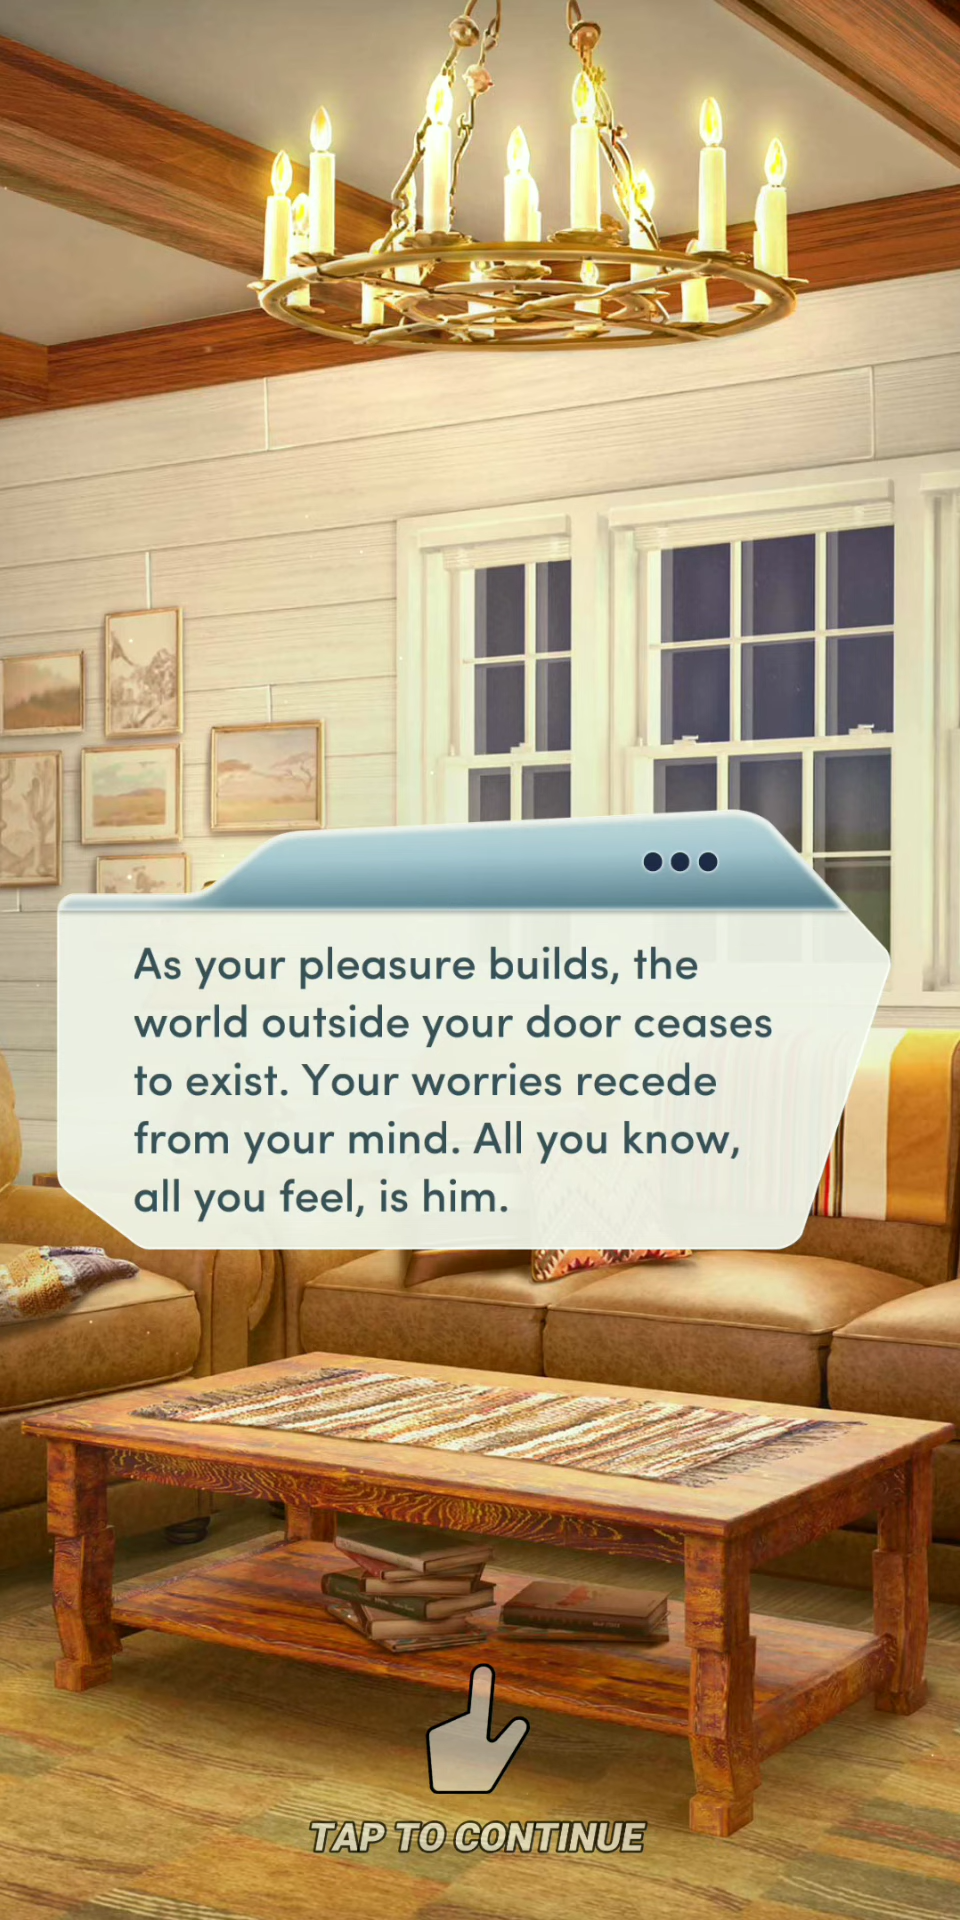 As your pleasure builds, the
world outside your door ceases
to exist. Your worries recede
from your mind. All you know,
all you feel, is him.
TAP TO CONTINUE